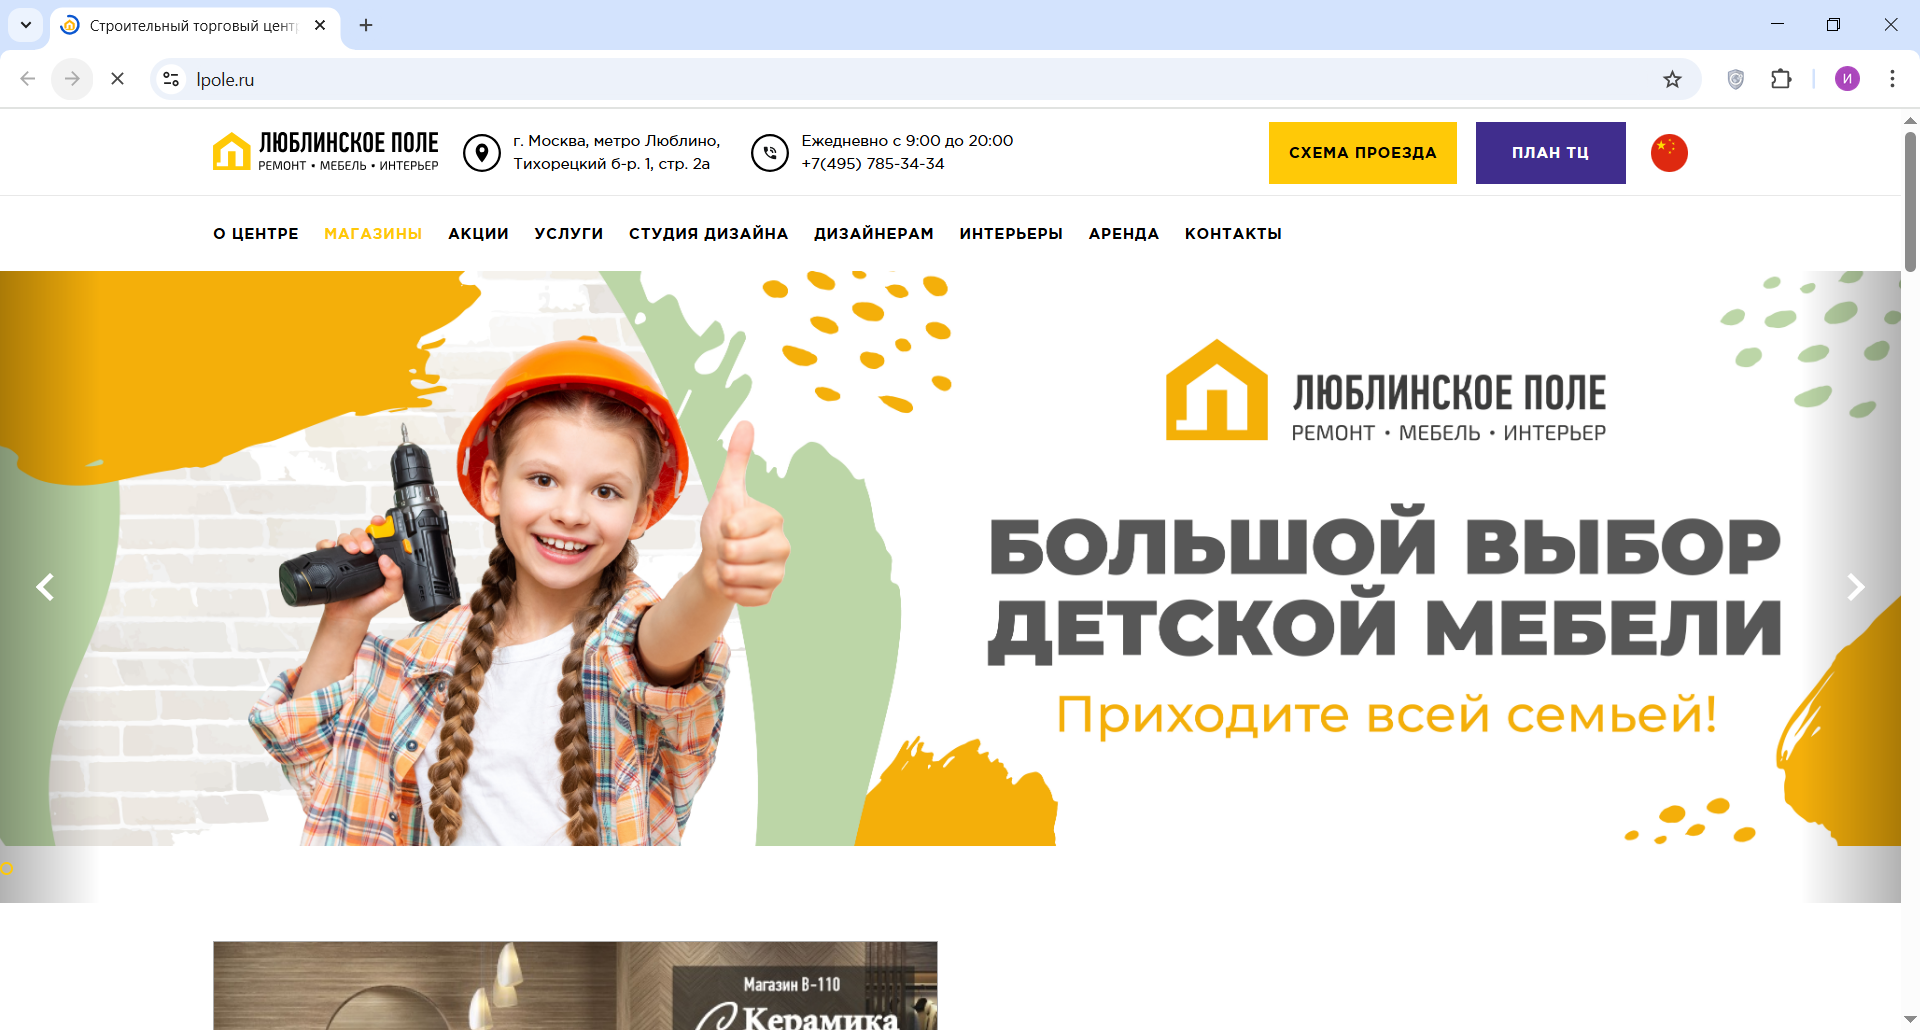 Строительный торговый цент
lpole.ru
И
ЛЮБЛИНСКОЕ ПОЛЕ
РЕМОНТ • МЕБЕЛЬ • ИНТЕРЬЕР
г. Москва, метро Люблино,
Тихорецкий б-р. 1, стр. 2а
Ежедневно с 9:00 до 20:00
+7(495) 785-34-34
СХЕМА ПРОЕЗДА
ПЛАН ТЦ
О ЦЕНТРЕ МАГАЗИНЫ АКЦИИ УСЛУГИ СТУДИЯ ДИЗАЙНА ДИЗАЙНЕРАМ ИНТЕРЬЕРЫ АРЕНДА КОНТАКТЫ
ЛЮБЛИНСКОЕ ПОЛЕ
РЕМОНТ • МЕБЕЛЬ • ИНТЕРЬЕР
БОЛЬШОЙ ВЫБОР
ДЕТСКОЙ МЕБЕЛИ
Приходите всей семьей!
Магазин В-110
Керамика